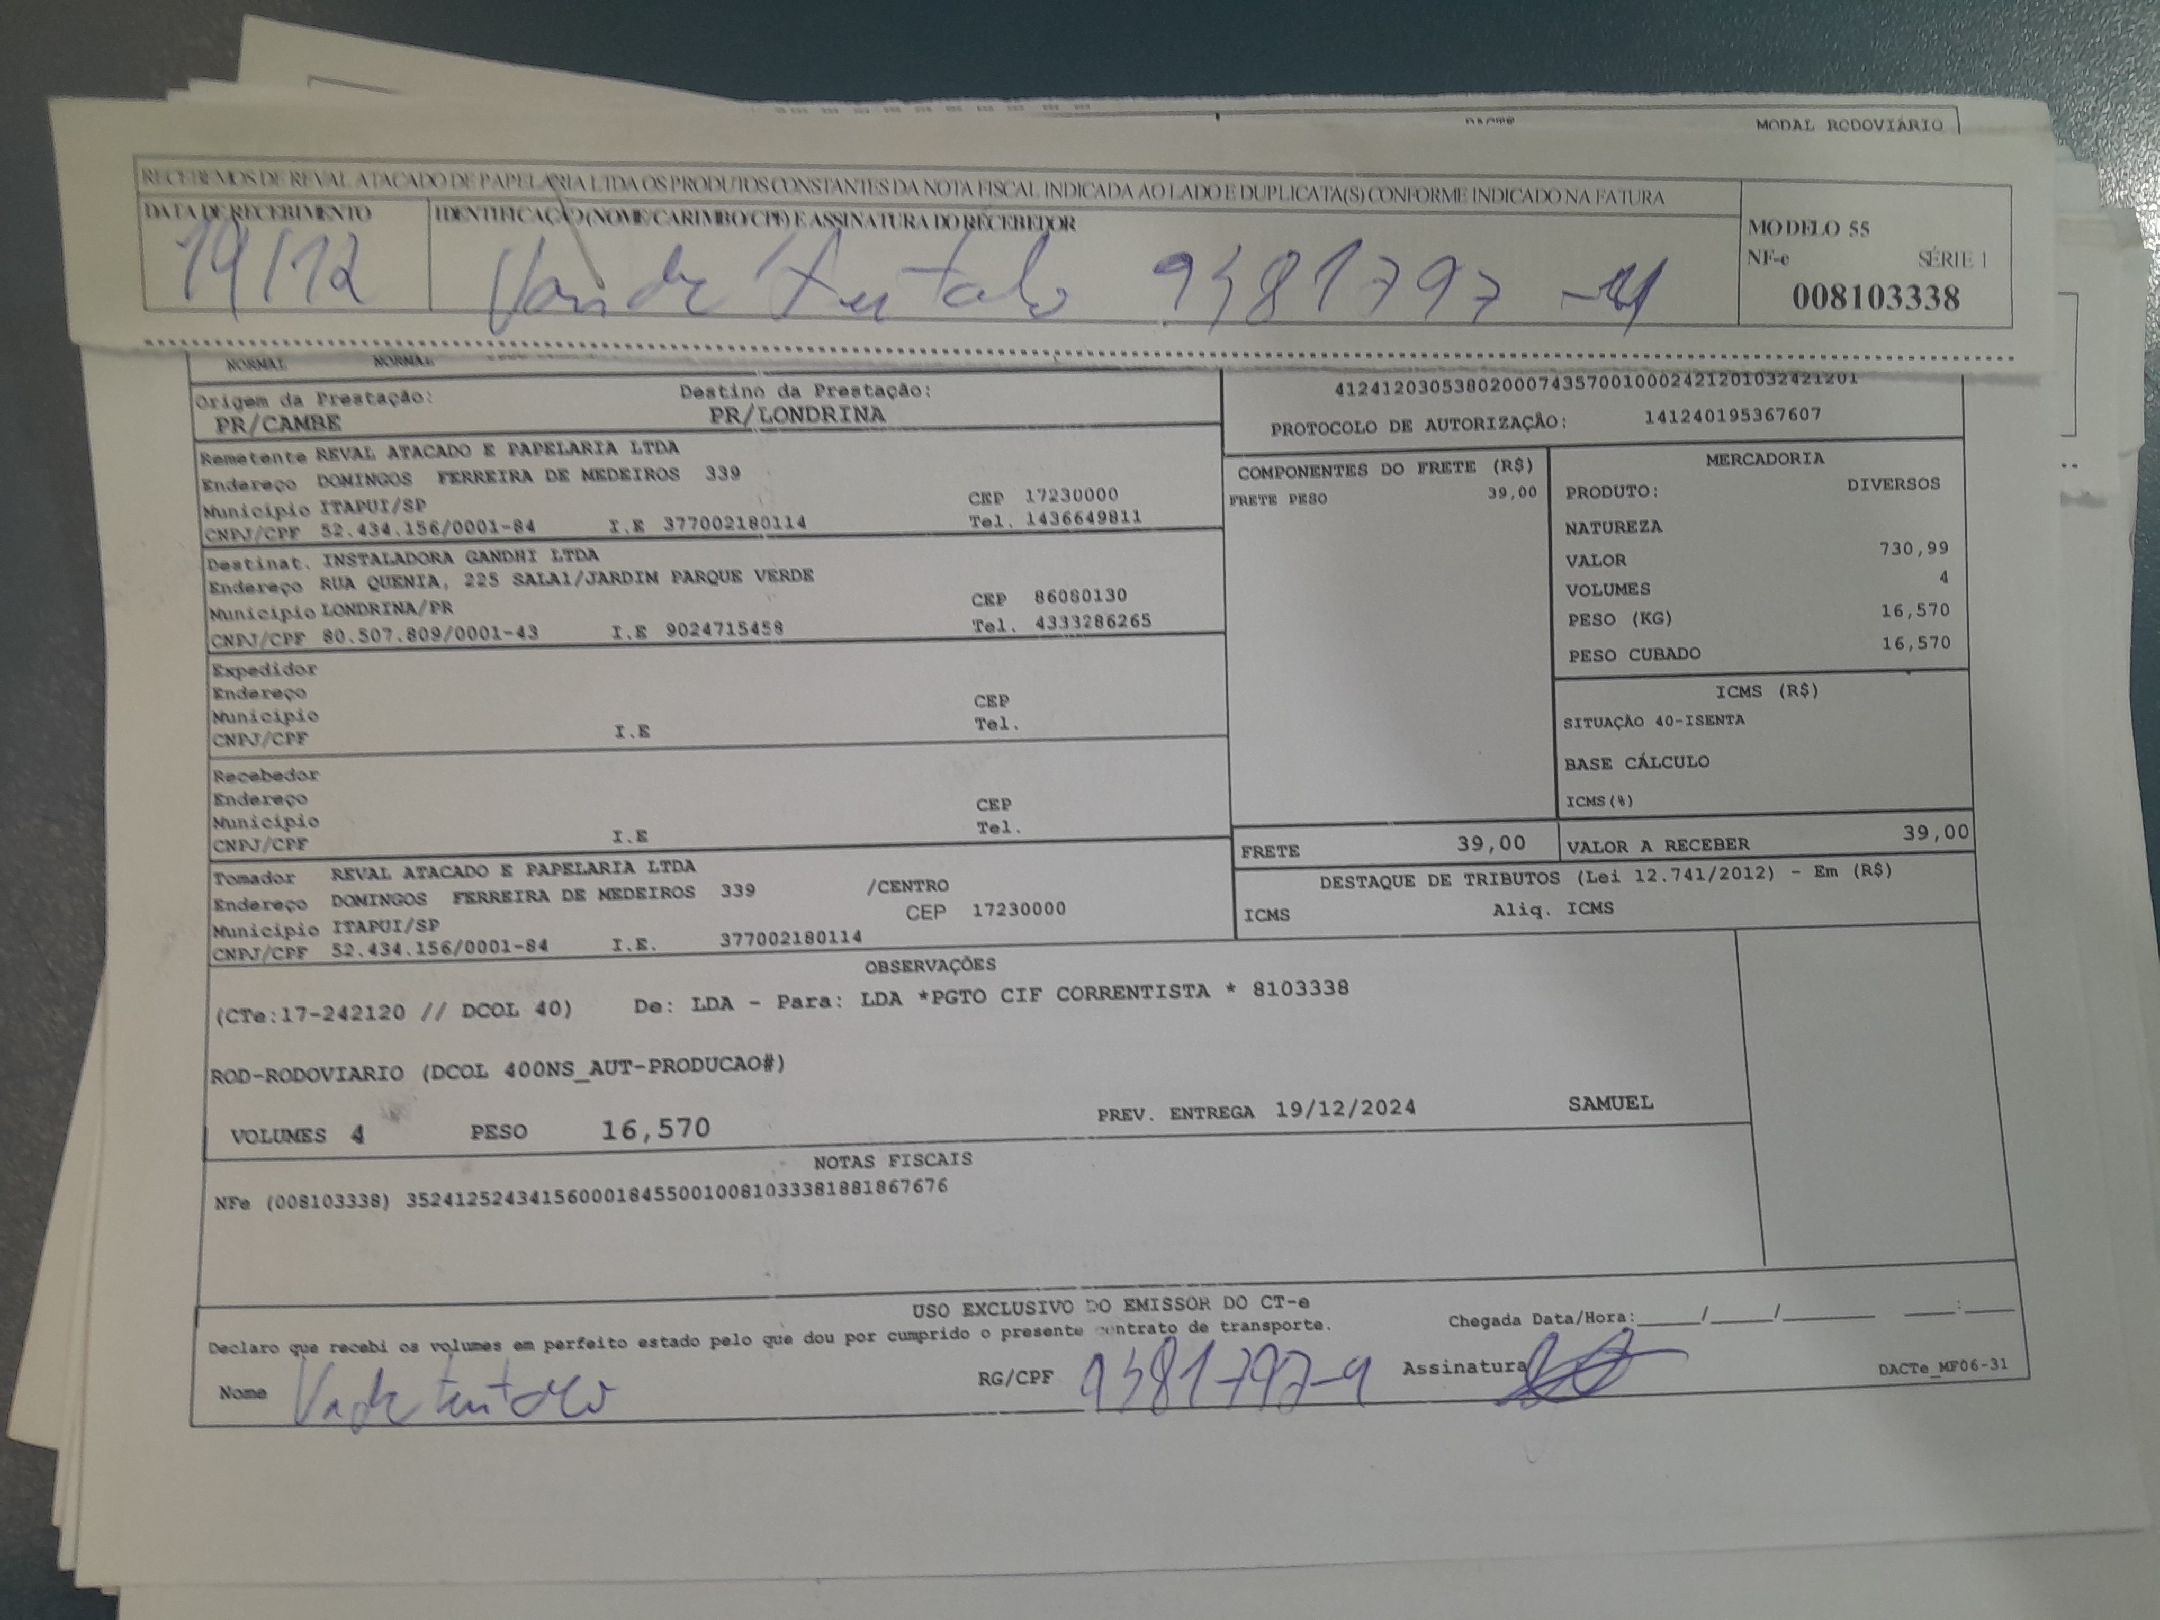 MODAL RODOVIÁRIO
RECEBEMOS DE REVAL ATACADO DE PAPELARIA LTDA OS PRODUTOS CONSTANTES DA NOTA FISCAL INDICADA AO LADO E DUPLICATA(S) CONFORME INDICADO NA FATURA
DATA DE RECEBIMENTO
IDENTIFICAÇÃO (NOME/CARIMBO/CPF) E ASSINATURA DO RECEBEDOR
19/12
9381797
MODELO 55
NF-e SÉRIE 1
008103338
NORMAL NORMAL
Origem da Prestação: Destino da Prestação:
PR/CAMBE PR/LONDRINA
41241203053802000743570010002421201032421201
PROTOCOLO DE AUTORIZAÇÃO: 141240195367607
Remetente REVAL ATACADO E PAPELARIA LTDA
Endereço DOMINGOS FERREIRA DE MEDEIROS 339
Município ITAPUI/SP CEP 17230000
CNPJ/CPF 52.434.156/0001-84 I.E 377002180114 Tel. 1436649811
Destinat. INSTALADORA GANDHI LTDA
Endereço RUA QUENIA, 225 SALA1/JARDIM PARQUE VERDE
Município LONDRINA/PR CEP 86080130
CNPJ/CPF 80.507.809/0001-43 I.E 9024715458 Tel. 4333286265
Expedidor
Endereço
Município CEP
CNPJ/CPF I.E Tel.
Recebedor
Endereço
Município CEP
CNPJ/CPF I.E Tel.
Tomador REVAL ATACADO E PAPELARIA LTDA
Endereço DOMINGOS FERREIRA DE MEDEIROS 339 /CENTRO
Município ITAPUI/SP CEP 17230000
CNPJ/CPF 52.434.156/0001-84 I.E. 377002180114
COMPONENTES DO FRETE (R$)
FRETE PESO 39,00
MERCADORIA
PRODUTO: DIVERSOS
NATUREZA
VALOR 730,99
VOLUMES 4
PESO (KG) 16,570
PESO CUBADO 16,570
ICMS (R$)
SITUAÇÃO 40-ISENTA
BASE CÁLCULO
ICMS(%)
FRETE 39,00 VALOR A RECEBER 39,00
DESTAQUE DE TRIBUTOS (Lei 12.741/2012) - Em (R$)
ICMS Aliq. ICMS
OBSERVAÇÕES
(CTe:17-242120 // DCOL 40) De: LDA - Para: LDA *PGTO CIF CORRENTISTA * 8103338
ROD-RODOVIARIO (DCOL 400NS_AUT-PRODUCAO#)
VOLUMES 4 PESO 16,570 PREV. ENTREGA 19/12/2024 SAMUEL
NOTAS FISCAIS
NFe (008103338) 35241252434156000184550010081033381881867676
USO EXCLUSIVO DO EMISSOR DO CT-e
Declaro que recebi os volumes em perfeito estado pelo que dou por cumprido o presente contrato de transporte.
Chegada Data/Hora:_____/_____/_______ ____:____
Nome RG/CPF 9381797-9 Assinatura
DACTe_MF06-31